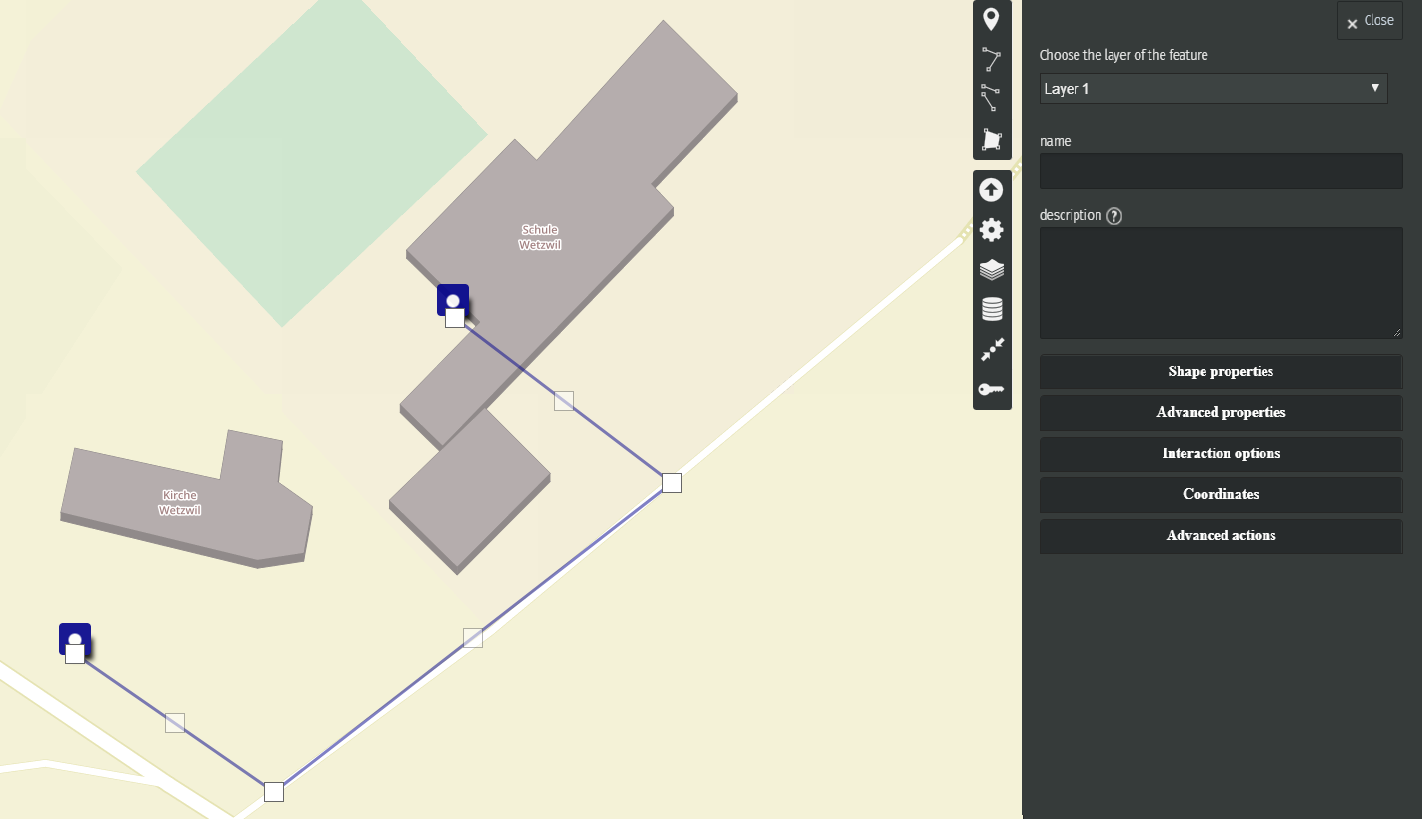 Close
Choose the layer of the feature
Layer 1
name
description ?
Shape properties
Advanced properties
Interaction options
Coordinates
Advanced actions
Schule
Wetzwil
Kirche
Wetzwil